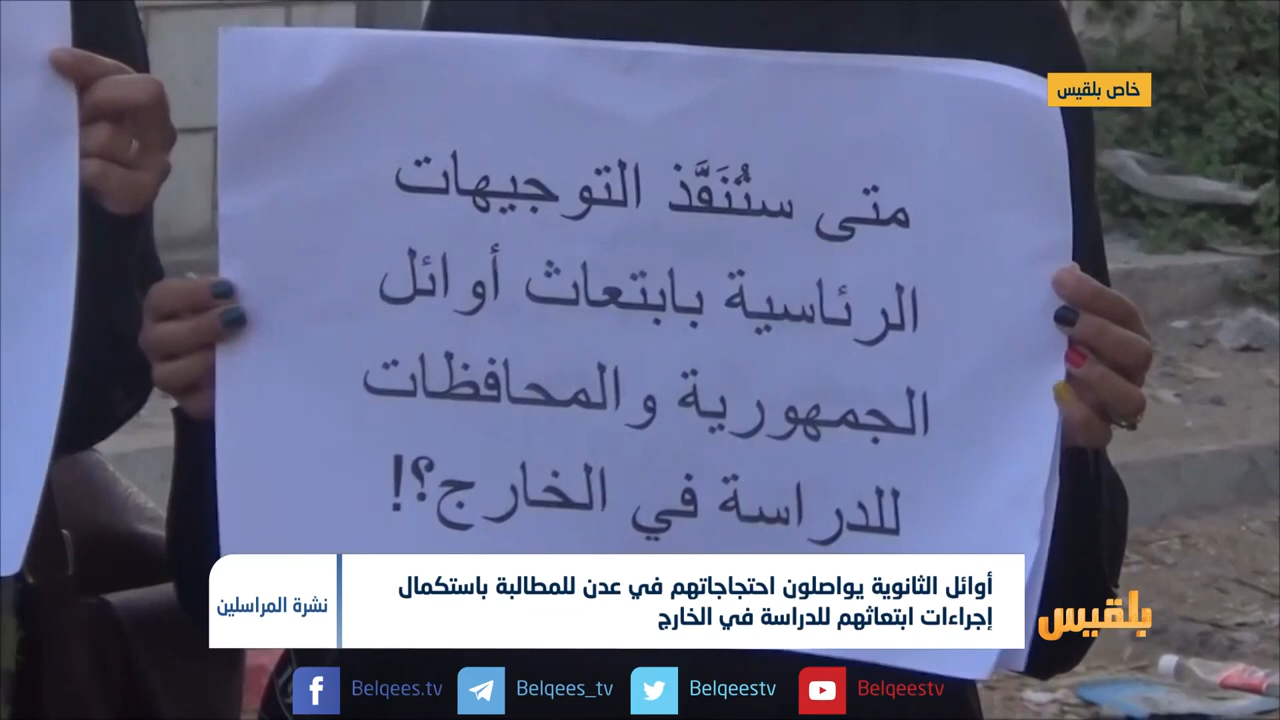 خاص بلقيس
متى ستُنَفَّذ التوجيهات
الرئاسية بابتعاث أوائل
الجمهورية والمحافظات
للدراسة في الخارج؟!
أوائل الثانوية يواصلون احتجاجاتهم في عدن للمطالبة باستكمال
إجراءات ابتعاثهم للدراسة في الخارج
نشرة المراسلين
بلقيس
Belqees.tv
Belqees_tv
Belqeestv
Belqeestv